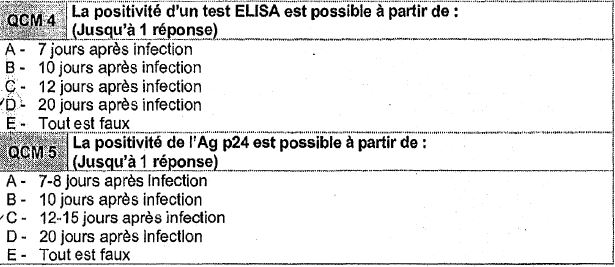 QCM 4 La positivité d'un test ELISA est possible à partir de :
(Jusqu'à 1 réponse)
A - 7 jours après infection
B - 10 jours après infection
C - 12 jours après infection
D - 20 jours après infection
E - Tout est faux
QCM 5 La positivité de l'Ag p24 est possible à partir de :
(Jusqu'à 1 réponse)
A - 7-8 jours après infection
B - 10 jours après infection
C - 12-15 jours après infection
D - 20 jours après infection
E - Tout est faux